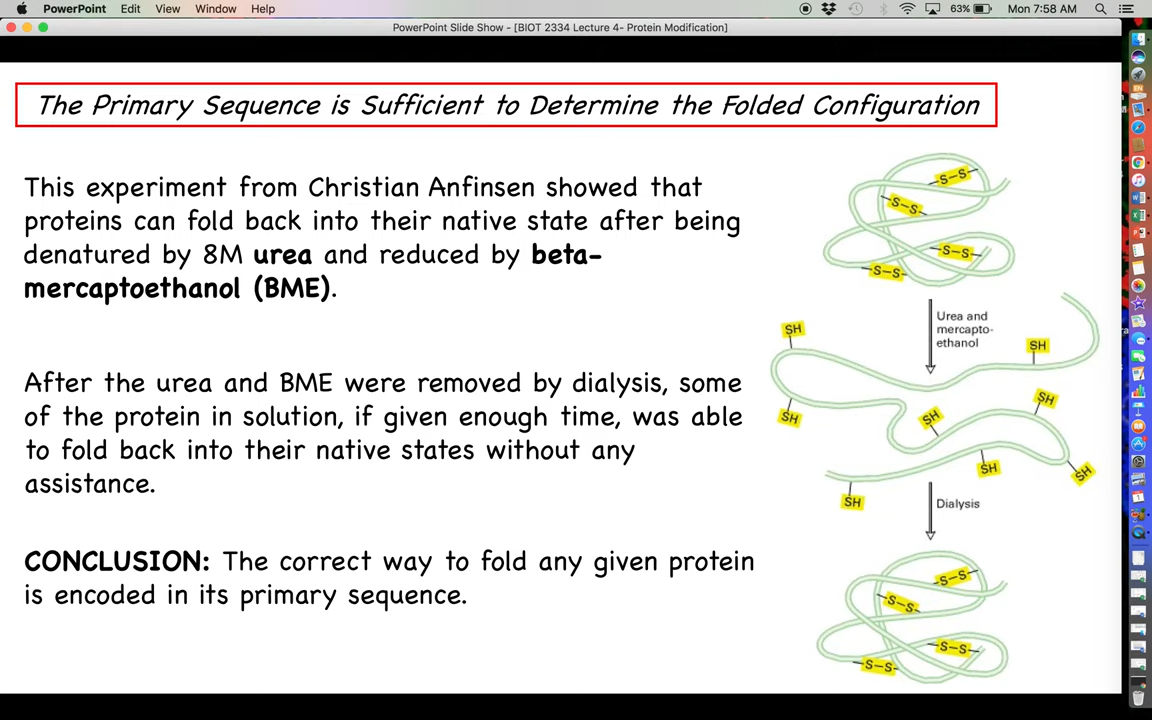 PowerPoint Edit View Window Help
63% Mon 7:58 AM
PowerPoint Slide Show - [BIOT 2334 Lecture 4- Protein Modification]
The Primary Sequence is Sufficient to Determine the Folded Configuration
This experiment from Christian Anfinsen showed that
proteins can fold back into their native state after being
denatured by 8M urea and reduced by beta-
mercaptoethanol (BME).
After the urea and BME were removed by dialysis, some
of the protein in solution, if given enough time, was able
to fold back into their native states without any
assistance.
CONCLUSION: The correct way to fold any given protein
is encoded in its primary sequence.
S-S
S-S
S-S
S-S
Urea and
mercapto-
ethanol
SH
SH
SH
SH
SH
SH
SH
SH
Dialysis
S-S
S-S
S-S
S-S